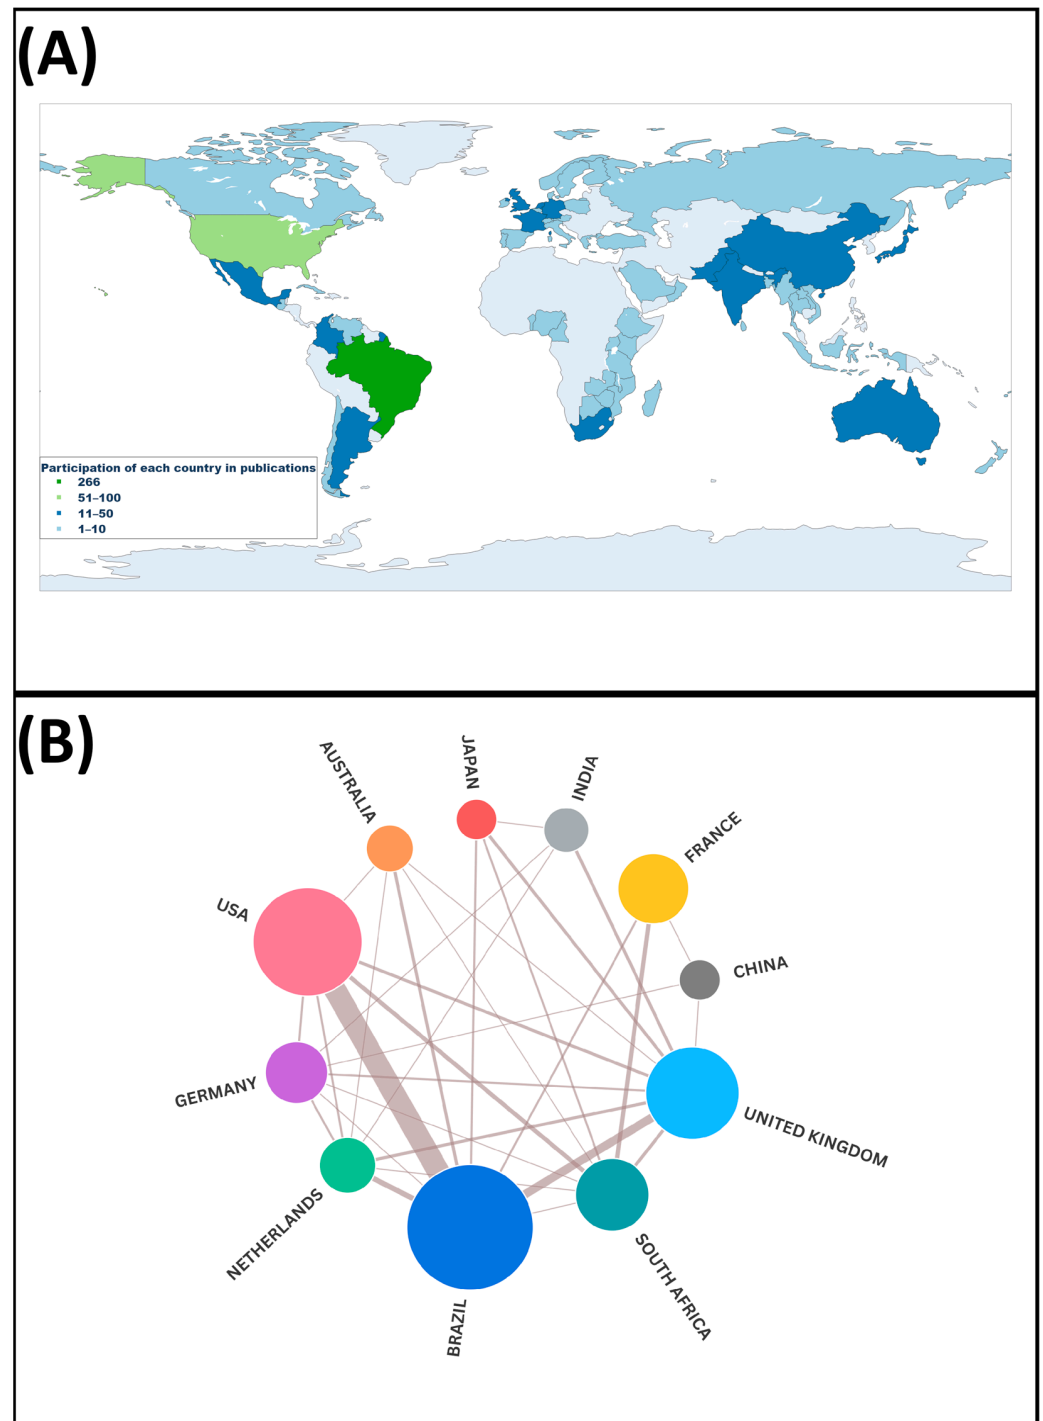 (A)
Participation of each country in publications
266
51–100
11–50
1–10
(B)
AUSTRALIA
JAPAN
INDIA
FRANCE
USA
CHINA
GERMANY
UNITED KINGDOM
NETHERLANDS
SOUTH AFRICA
BRAZIL